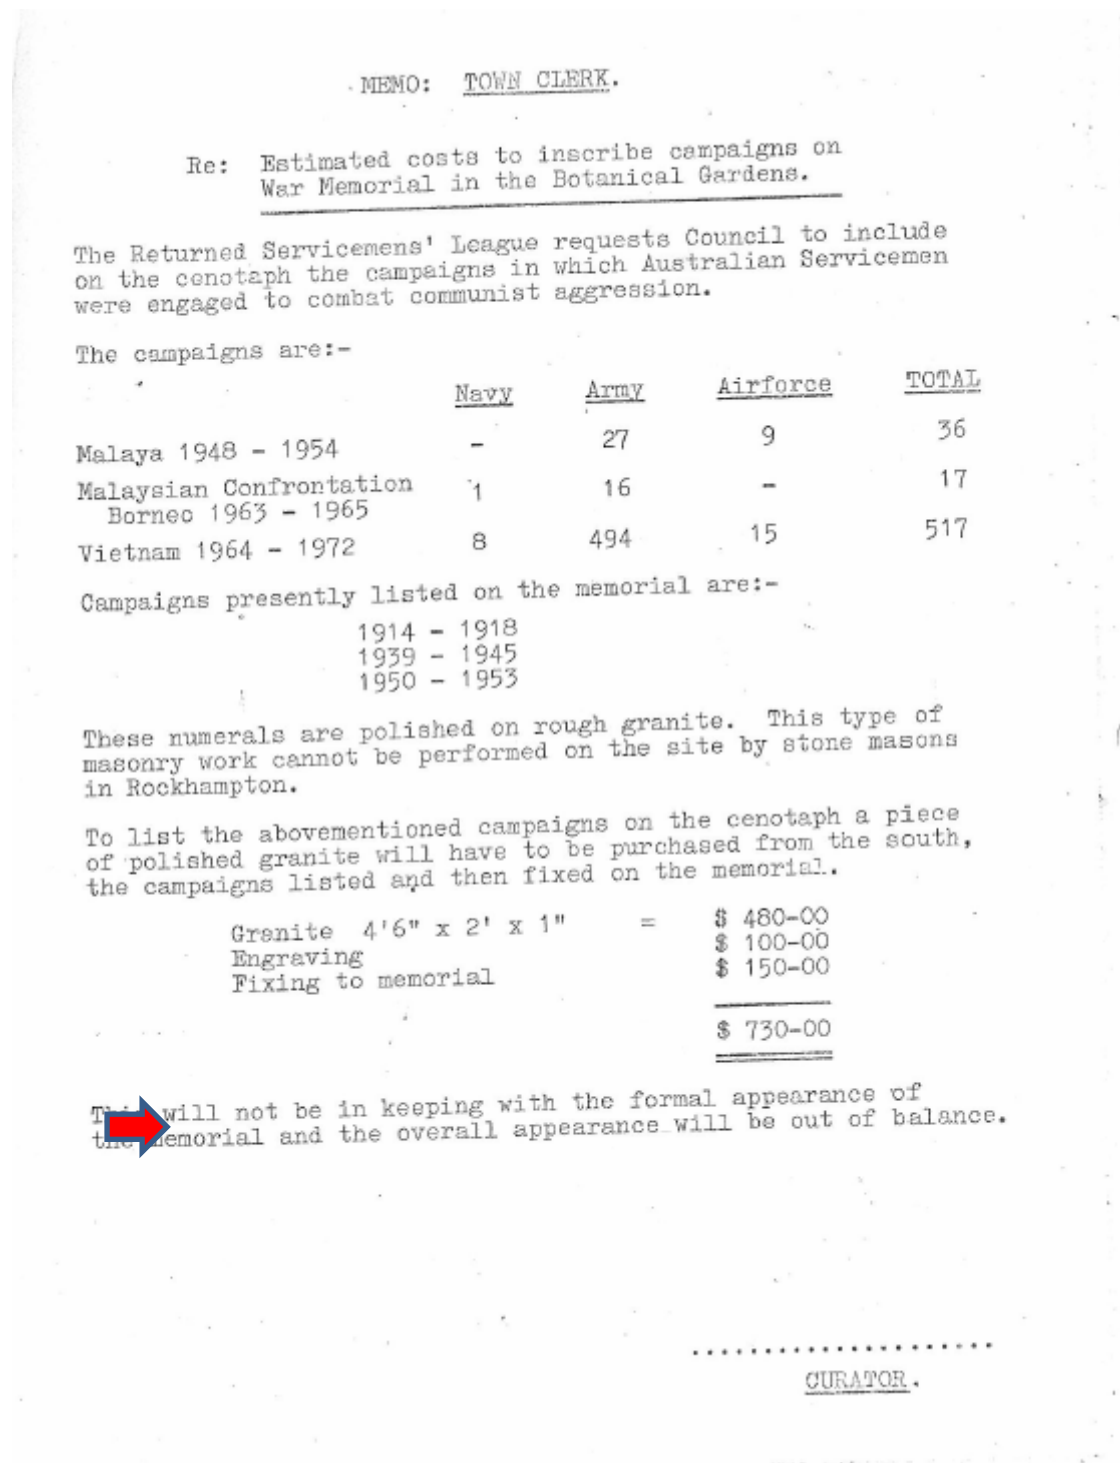 MEMO: TOWN CLERK.
Re: Estimated costs to inscribe campaigns on
War Memorial in the Botanical Gardens.
The Returned Servicemens' League requests Council to include
on the cenotaph the campaigns in which Australian Servicemen
were engaged to combat communist aggression.
The campaigns are:-
Navy Army Airforce TOTAL
Malaya 1948 - 1954 - 27 9 36
Malaysian Confrontation 1 16 - 17
Borneo 1963 - 1965
Vietnam 1964 - 1972 8 494 15 517
Campaigns presently listed on the memorial are:-
1914 - 1918
1939 - 1945
1950 - 1953
These numerals are polished on rough granite. This type of
masonry work cannot be performed on the site by stone masons
in Rockhampton.
To list the abovementioned campaigns on the cenotaph a piece
of polished granite will have to be purchased from the south,
the campaigns listed and then fixed on the memorial.
Granite 4'6" x 2' x 1" = $ 480-00
Engraving $ 100-00
Fixing to memorial $ 150-00
$ 730-00
This will not be in keeping with the formal appearance of
the memorial and the overall appearance will be out of balance.
CURATOR.